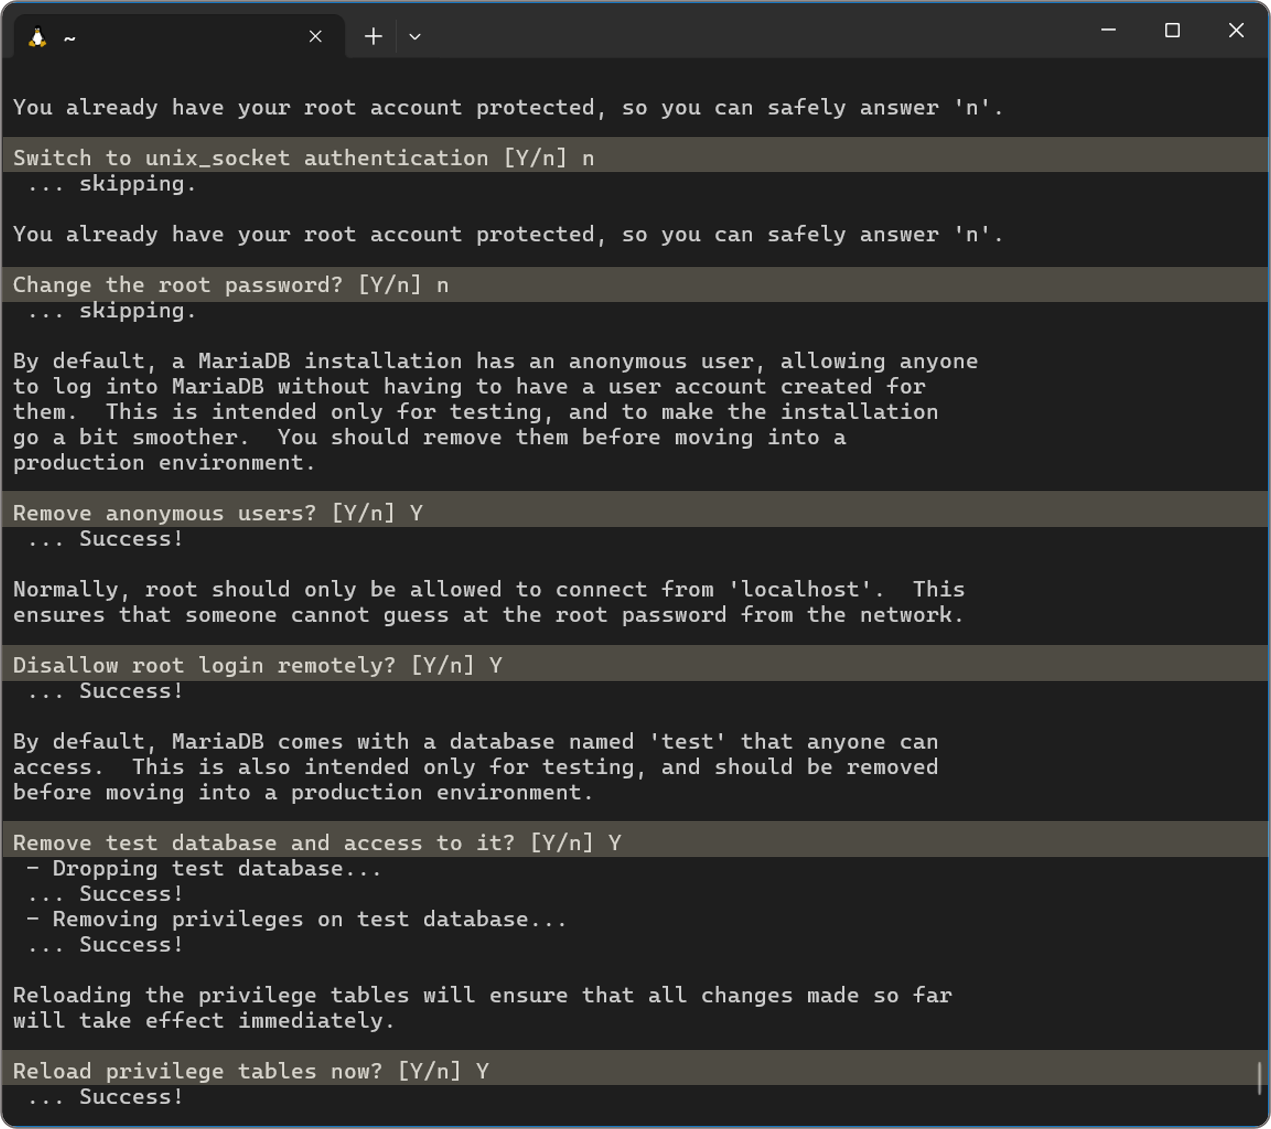 ~
You already have your root account protected, so you can safely answer 'n'.
Switch to unix_socket authentication [Y/n] n
 ... skipping.
You already have your root account protected, so you can safely answer 'n'.
Change the root password? [Y/n] n
 ... skipping.
By default, a MariaDB installation has an anonymous user, allowing anyone
to log into MariaDB without having to have a user account created for
them.  This is intended only for testing, and to make the installation
go a bit smoother.  You should remove them before moving into a
production environment.
Remove anonymous users? [Y/n] Y
 ... Success!
Normally, root should only be allowed to connect from 'localhost'.  This
ensures that someone cannot guess at the root password from the network.
Disallow root login remotely? [Y/n] Y
 ... Success!
By default, MariaDB comes with a database named 'test' that anyone can
access.  This is also intended only for testing, and should be removed
before moving into a production environment.
Remove test database and access to it? [Y/n] Y
 - Dropping test database...
 ... Success!
 - Removing privileges on test database...
 ... Success!
Reloading the privilege tables will ensure that all changes made so far
will take effect immediately.
Reload privilege tables now? [Y/n] Y
 ... Success!